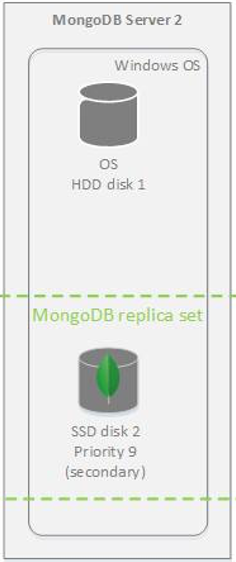 MongoDB Server 2
Windows OS
OS
HDD disk 1
MongoDB replica set
SSD disk 2
Priority 9
(secondary)